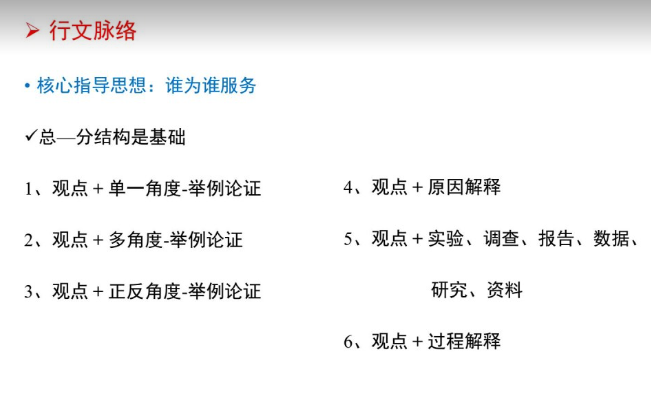 ➢ 行文脉络
• 核心指导思想：谁为谁服务
✓总—分结构是基础
1、观点 + 单一角度-举例论证
2、观点 + 多角度-举例论证
3、观点 + 正反角度-举例论证
4、观点 + 原因解释
5、观点 + 实验、调查、报告、数据、
研究、资料
6、观点 + 过程解释